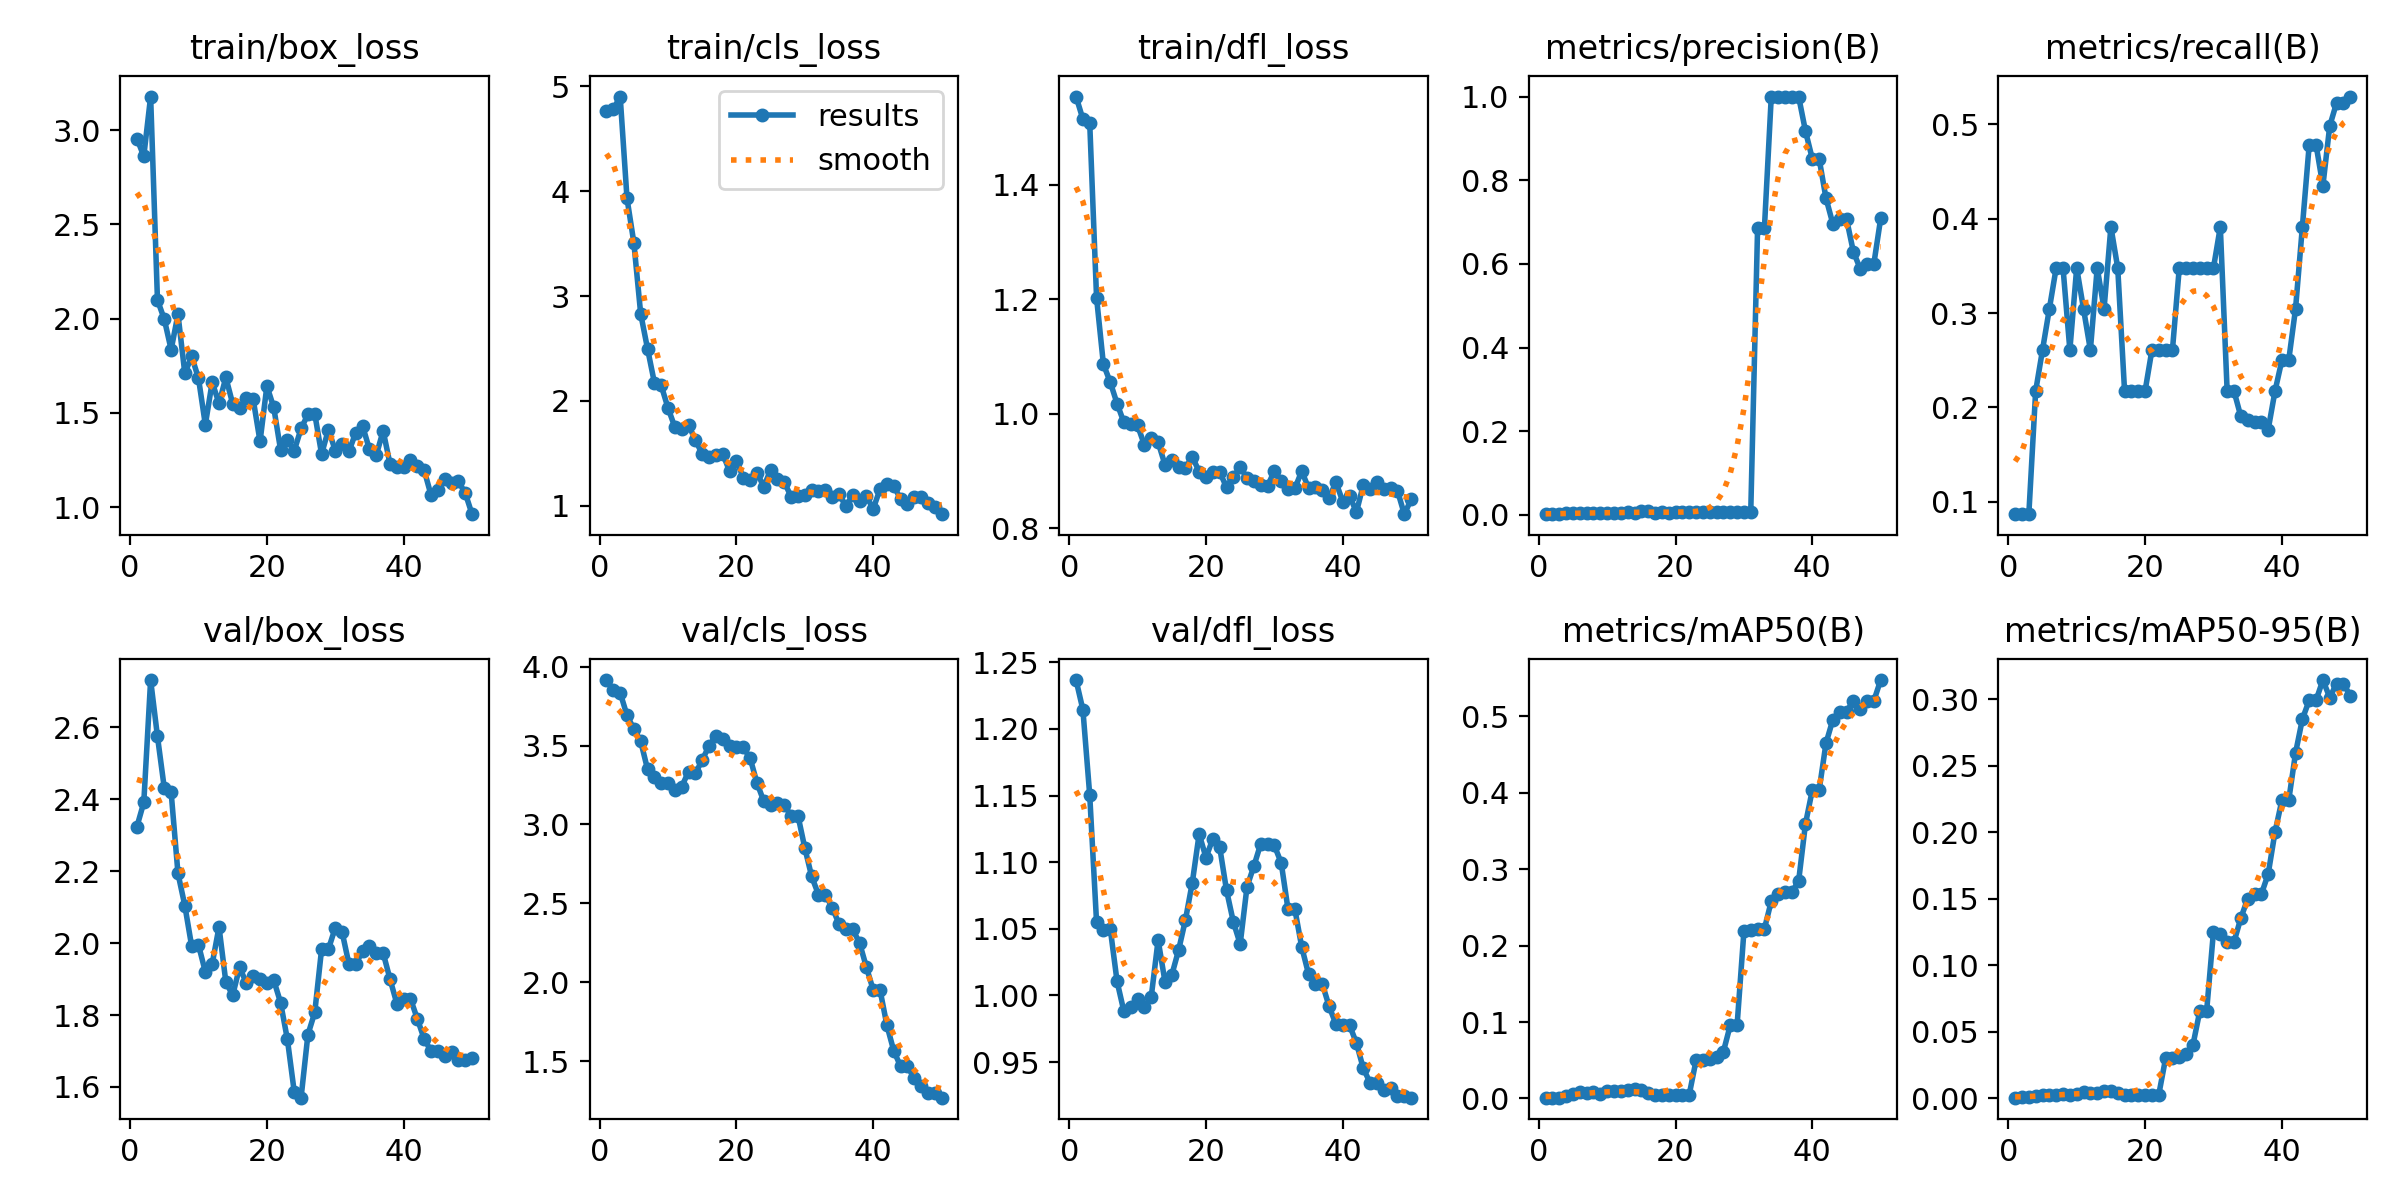 train/box_loss
train/cls_loss
train/dfl_loss
metrics/precision(B)
metrics/recall(B)
3.0
2.5
2.0
1.5
1.0
0 20 40
5
4
3
2
1
0 20 40
results
smooth
1.4
1.2
1.0
0.8
0 20 40
1.0
0.8
0.6
0.4
0.2
0.0
0 20 40
0.5
0.4
0.3
0.2
0.1
0 20 40
val/box_loss
val/cls_loss
val/dfl_loss
metrics/mAP50(B)
metrics/mAP50-95(B)
2.6
2.4
2.2
2.0
1.8
1.6
0 20 40
4.0
3.5
3.0
2.5
2.0
1.5
0 20 40
1.25
1.20
1.15
1.10
1.05
1.00
0.95
0 20 40
0.5
0.4
0.3
0.2
0.1
0.0
0 20 40
0.30
0.25
0.20
0.15
0.10
0.05
0.00
0 20 40